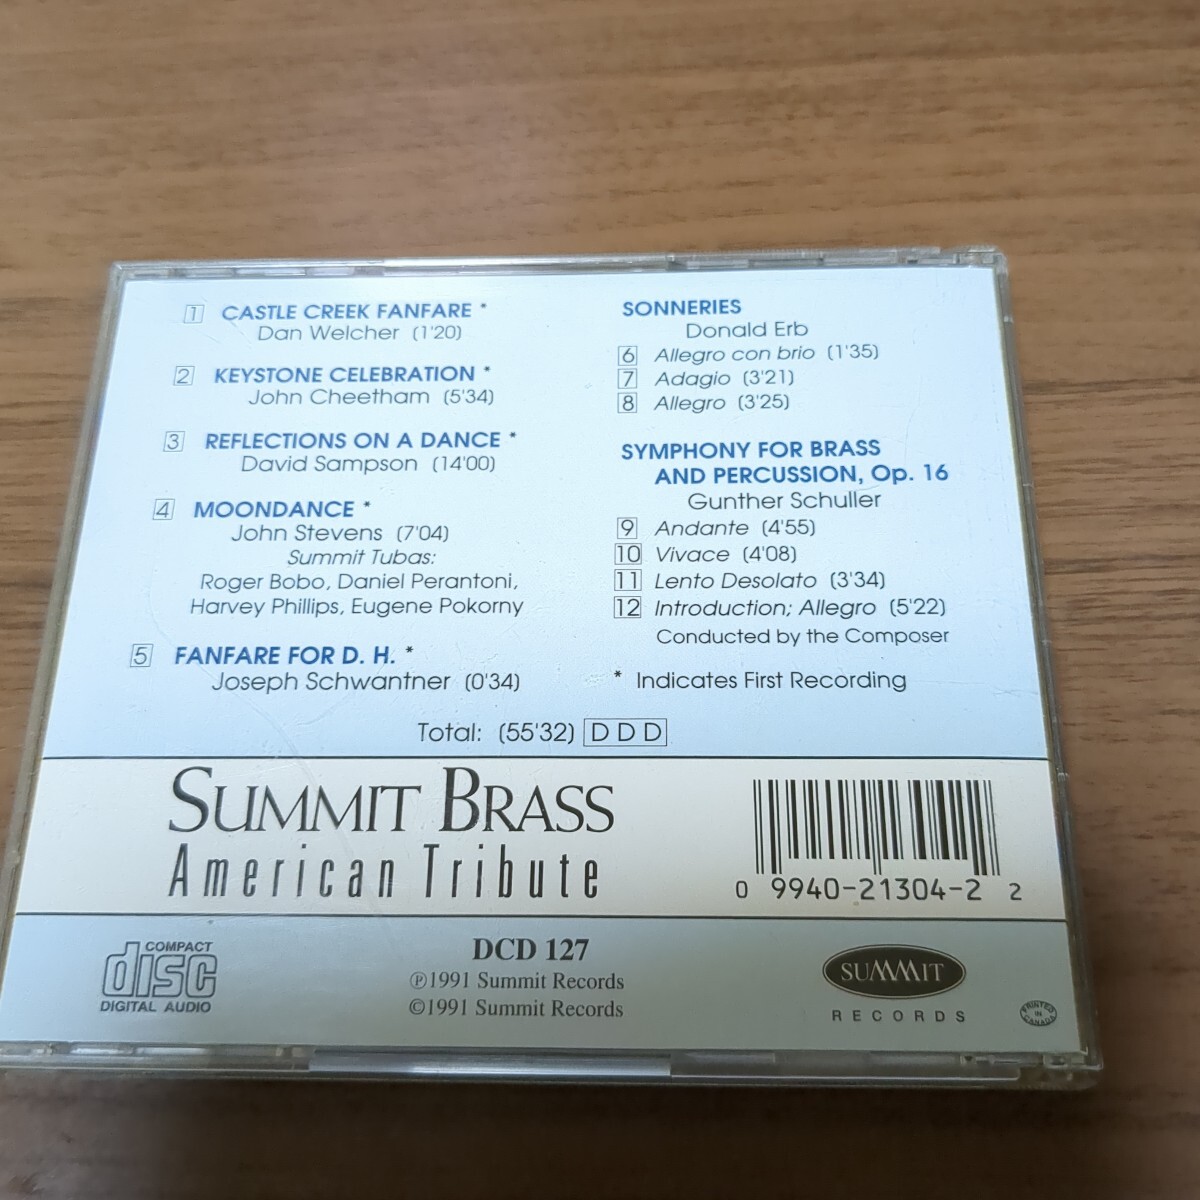 1 CASTLE CREEK FANFARE *
Dan Welcher (1'20)
2 KEYSTONE CELEBRATION *
John Cheetham (5'34)
3 REFLECTIONS ON A DANCE *
David Sampson (14'00)
4 MOONDANCE *
John Stevens (7'04)
Summit Tubas:
Roger Bobo, Daniel Perantoni,
Harvey Phillips, Eugene Pokorny
5 FANFARE FOR D. H. *
Joseph Schwantner (0'34)
SONNERIES
Donald Erb
6 Allegro con brio (1'35)
7 Adagio (3'21)
8 Allegro (3'25)
SYMPHONY FOR BRASS
AND PERCUSSION, Op. 16
Gunther Schuller
9 Andante (4'55)
10 Vivace (4'08)
11 Lento Desolato (3'34)
12 Introduction; Allegro (5'22)
Conducted by the Composer
* Indicates First Recording
Total: (55'32) DDD
SUMMIT BRASS
American Tribute
0 9940-21304-2 2
COMPACT
disc
DIGITAL AUDIO
DCD 127
℗1991 Summit Records
©1991 Summit Records
SUMMIT
RECORDS
PRINTED
IN
CANADA